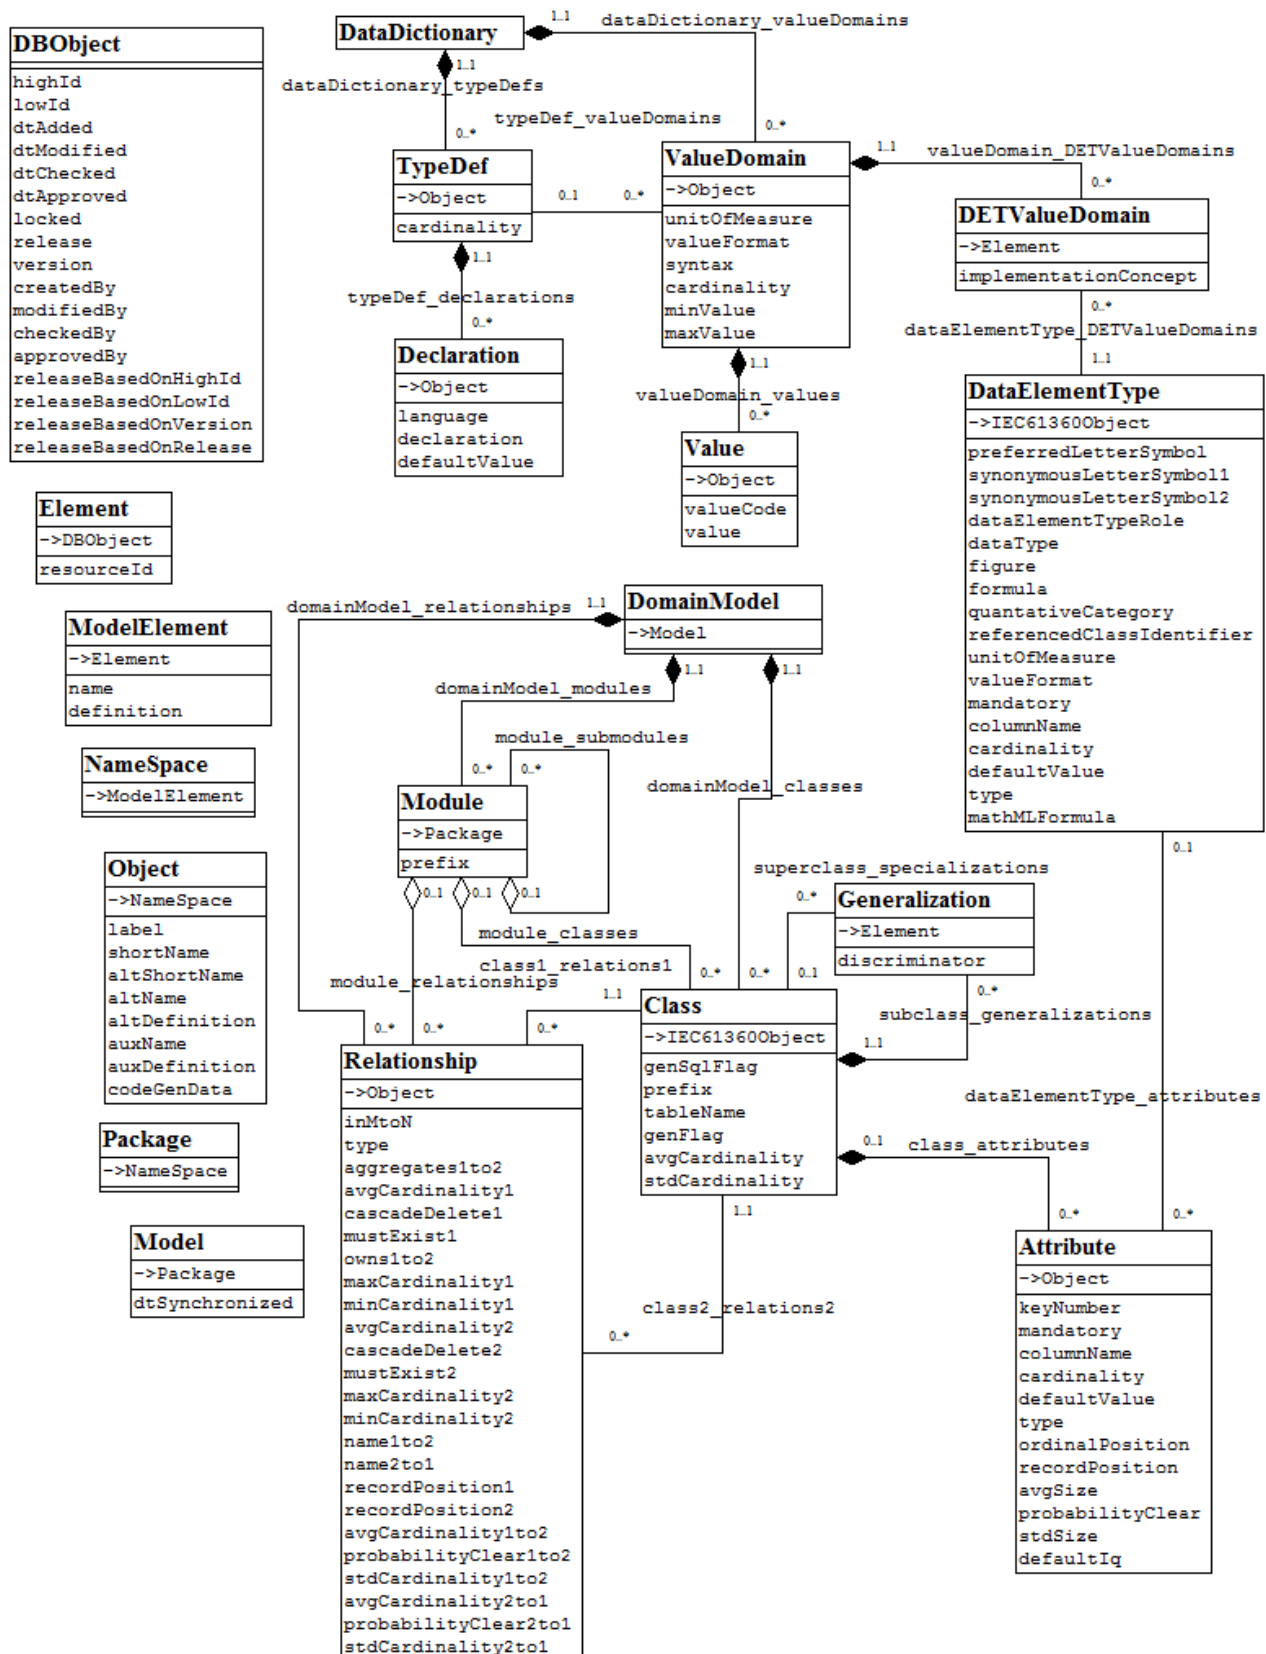 DBObject
highId
lowId
dtAdded
dtModified
dtChecked
dtApproved
locked
release
version
createdBy
modifiedBy
checkedBy
approvedBy
releaseBasedOnHighId
releaseBasedOnLowId
releaseBasedOnVersion
releaseBasedOnRelease
Element
->DBObject
resourceId
ModelElement
->Element
name
definition
NameSpace
->ModelElement
Object
->NameSpace
label
shortName
altShortName
altName
altDefinition
auxName
auxDefinition
codeGenData
Package
->NameSpace
Model
->Package
dtSynchronized
DataDictionary
1..1
dataDictionary_valueDomains
1..1
dataDictionary_typeDefs
0..*
typeDef_valueDomains
0..*
TypeDef
->Object
cardinality
0..1
0..*
1..1
typeDef_declarations
0..*
Declaration
->Object
language
declaration
defaultValue
ValueDomain
->Object
unitOfMeasure
valueFormat
syntax
cardinality
minValue
maxValue
1..1
valueDomain_DETValueDomains
0..*
1..1
valueDomain_values
0..*
Value
->Object
valueCode
value
DETValueDomain
->Element
implementationConcept
0..*
dataElementType_DETValueDomains
1..1
DataElementType
->IEC61360Object
preferredLetterSymbol
synonymousLetterSymbol1
synonymousLetterSymbol2
dataElementTypeRole
dataType
figure
formula
quantativeCategory
referencedClassIdentifier
unitOfMeasure
valueFormat
mandatory
columnName
cardinality
defaultValue
type
mathMLFormula
0..1
domainModel_relationships
1..1
DomainModel
->Model
1..1
1..1
domainModel_modules
module_submodules
0..*
0..*
domainModel_classes
Module
->Package
prefix
0..1
0..1
0..1
module_classes
class1_relations1
module_relationships
superclass_specializations
0..*
Generalization
->Element
discriminator
0..*
0..*
0..1
0..*
subclass_generalizations
1..1
0..*
0..*
0..*
Class
->IEC61360Object
genSqlFlag
prefix
tableName
genFlag
avgCardinality
stdCardinality
1..1
dataElementType_attributes
0..1
class_attributes
1..1
0..*
0..*
class2_relations2
0..*
Relationship
->Object
inMtoN
type
aggregates1to2
avgCardinality1
cascadeDelete1
mustExist1
owns1to2
maxCardinality1
minCardinality1
avgCardinality2
cascadeDelete2
mustExist2
maxCardinality2
minCardinality2
name1to2
name2to1
recordPosition1
recordPosition2
avgCardinality1to2
probabilityClear1to2
stdCardinality1to2
avgCardinality2to1
probabilityClear2to1
stdCardinality2to1
Attribute
->Object
keyNumber
mandatory
columnName
cardinality
defaultValue
type
ordinalPosition
recordPosition
avgSize
probabilityClear
stdSize
defaultIq